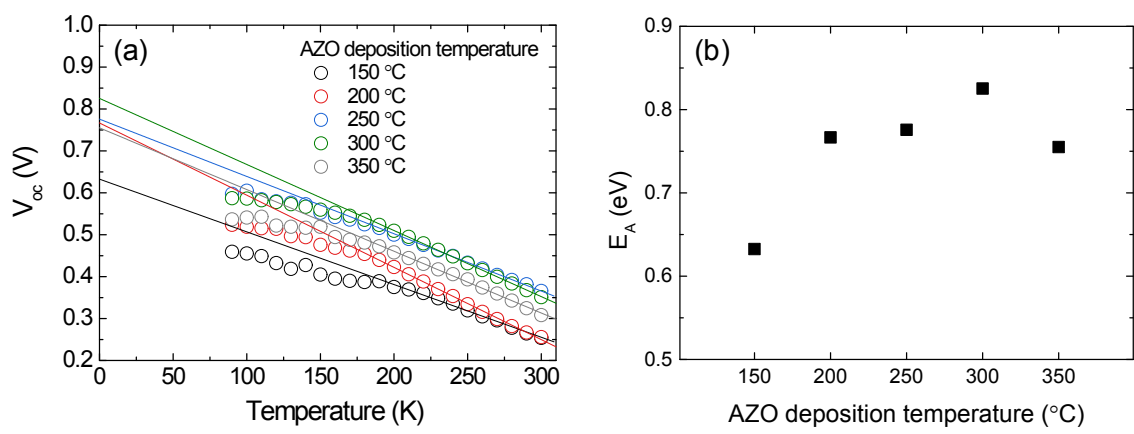 (a)
AZO deposition temperature
150 °C
200 °C
250 °C
300 °C
350 °C
V_oc (V)
1.0
0.9
0.8
0.7
0.6
0.5
0.4
0.3
0.2
0 50 100 150 200 250 300
Temperature (K)
(b)
E_A (eV)
0.9
0.8
0.7
0.6
0.5
150 200 250 300 350
AZO deposition temperature (°C)